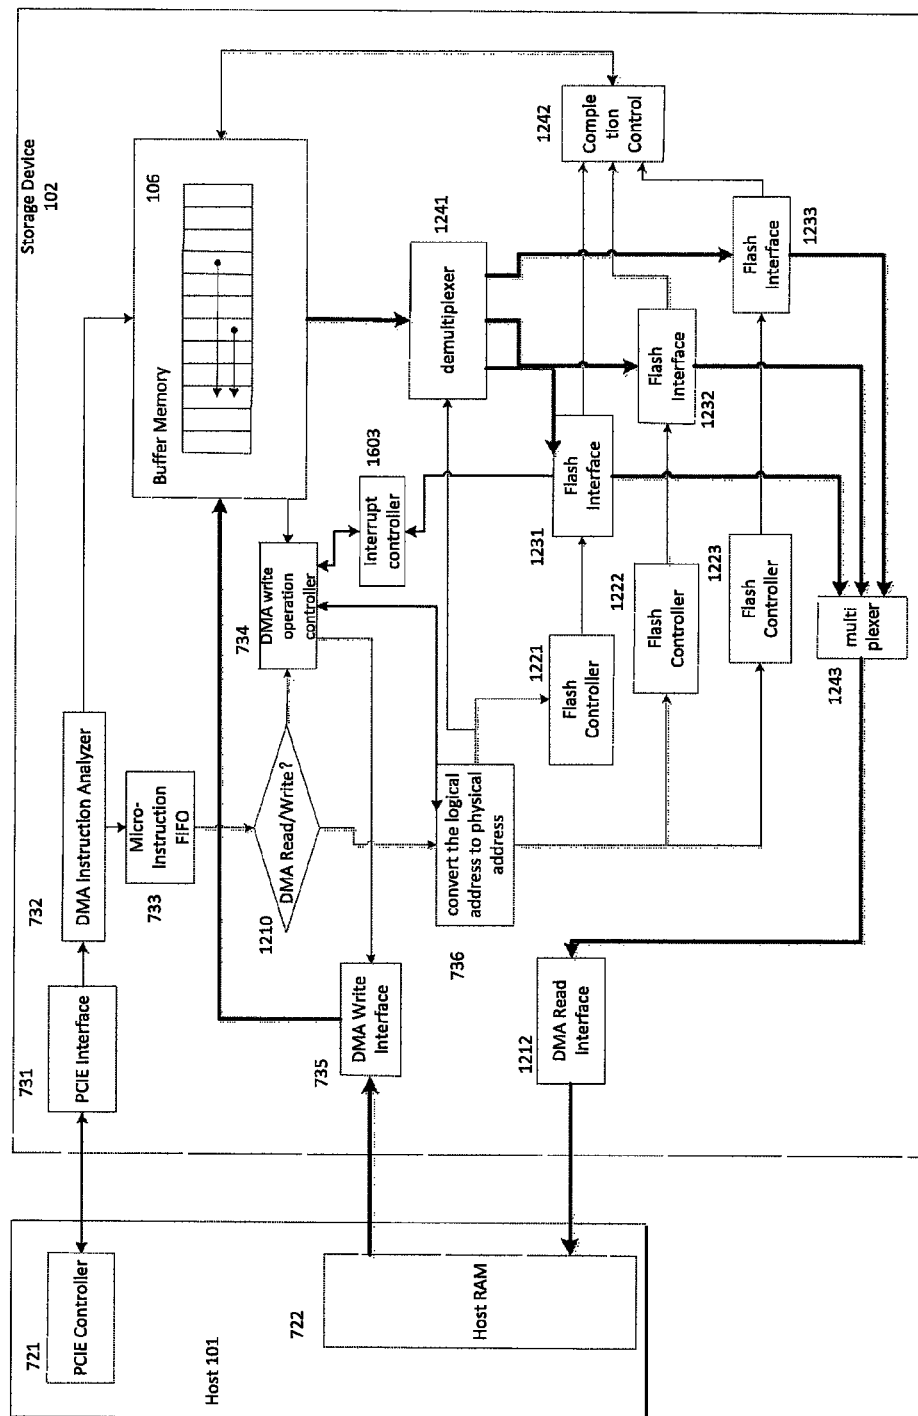 Storage Device
102
721
PCIE Controller
Host 101
722
Host RAM
731
PCIE Interface
732
DMA Instruction Analyzer
Micro-
Instruction
FIFO
733
1210
DMA Read/Write?
735
DMA Write
Interface
734
DMA write
operation
controller
Interrupt
controller
1603
Buffer Memory
106
736
convert the logical
address to physical
address
1212
DMA Read
Interface
demultiplexer
1241
1221
Flash
Controller
1222
Flash
Controller
1223
Flash
Controller
1231
Flash
Interface
Flash
Interface
1232
Flash
Interface
1233
1242
Comple
tion
Control
multi
plexer
1243